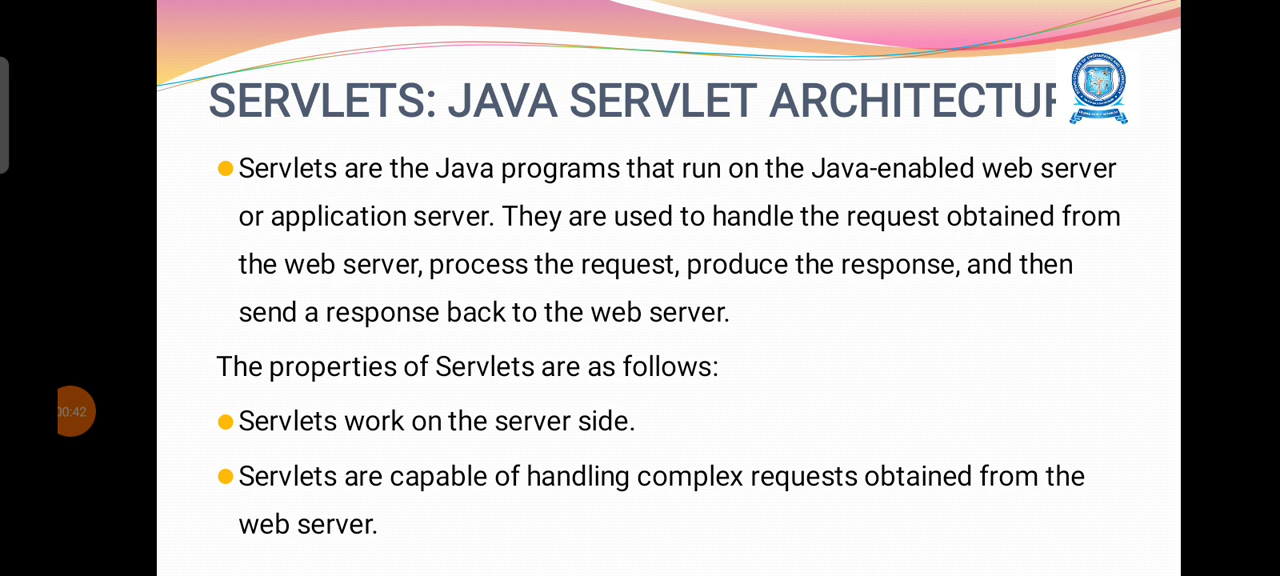 SERVLETS: JAVA SERVLET ARCHITECTUR
Servlets are the Java programs that run on the Java-enabled web server
or application server. They are used to handle the request obtained from
the web server, process the request, produce the response, and then
send a response back to the web server.
The properties of Servlets are as follows:
00:42
Servlets work on the server side.
Servlets are capable of handling complex requests obtained from the
web server.